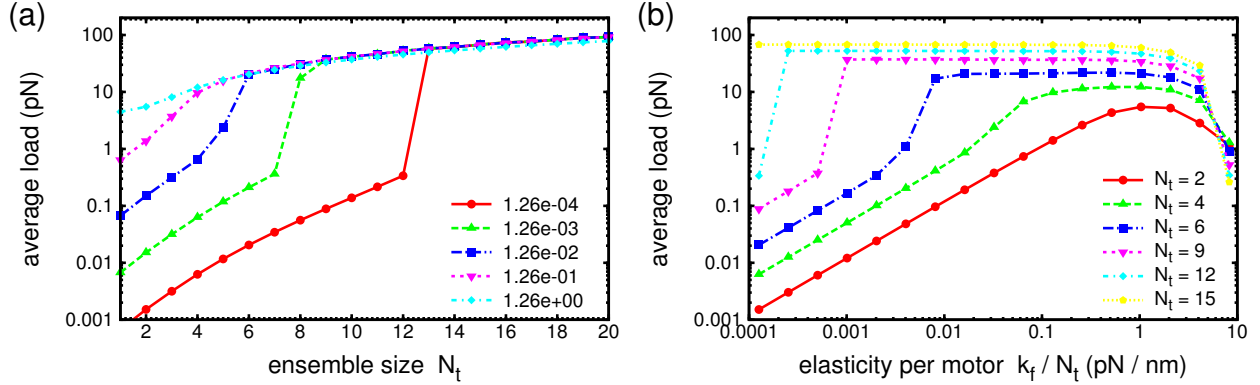 (a)
average load (pN)
100
10
1
0.1
0.01
0.001
2 4 6 8 10 12 14 16 18 20
ensemble size N_t
1.26e-04
1.26e-03
1.26e-02
1.26e-01
1.26e+00
(b)
average load (pN)
100
10
1
0.1
0.01
0.001
0.0001 0.001 0.01 0.1 1 10
elasticity per motor k_f / N_t (pN / nm)
N_t = 2
N_t = 4
N_t = 6
N_t = 9
N_t = 12
N_t = 15